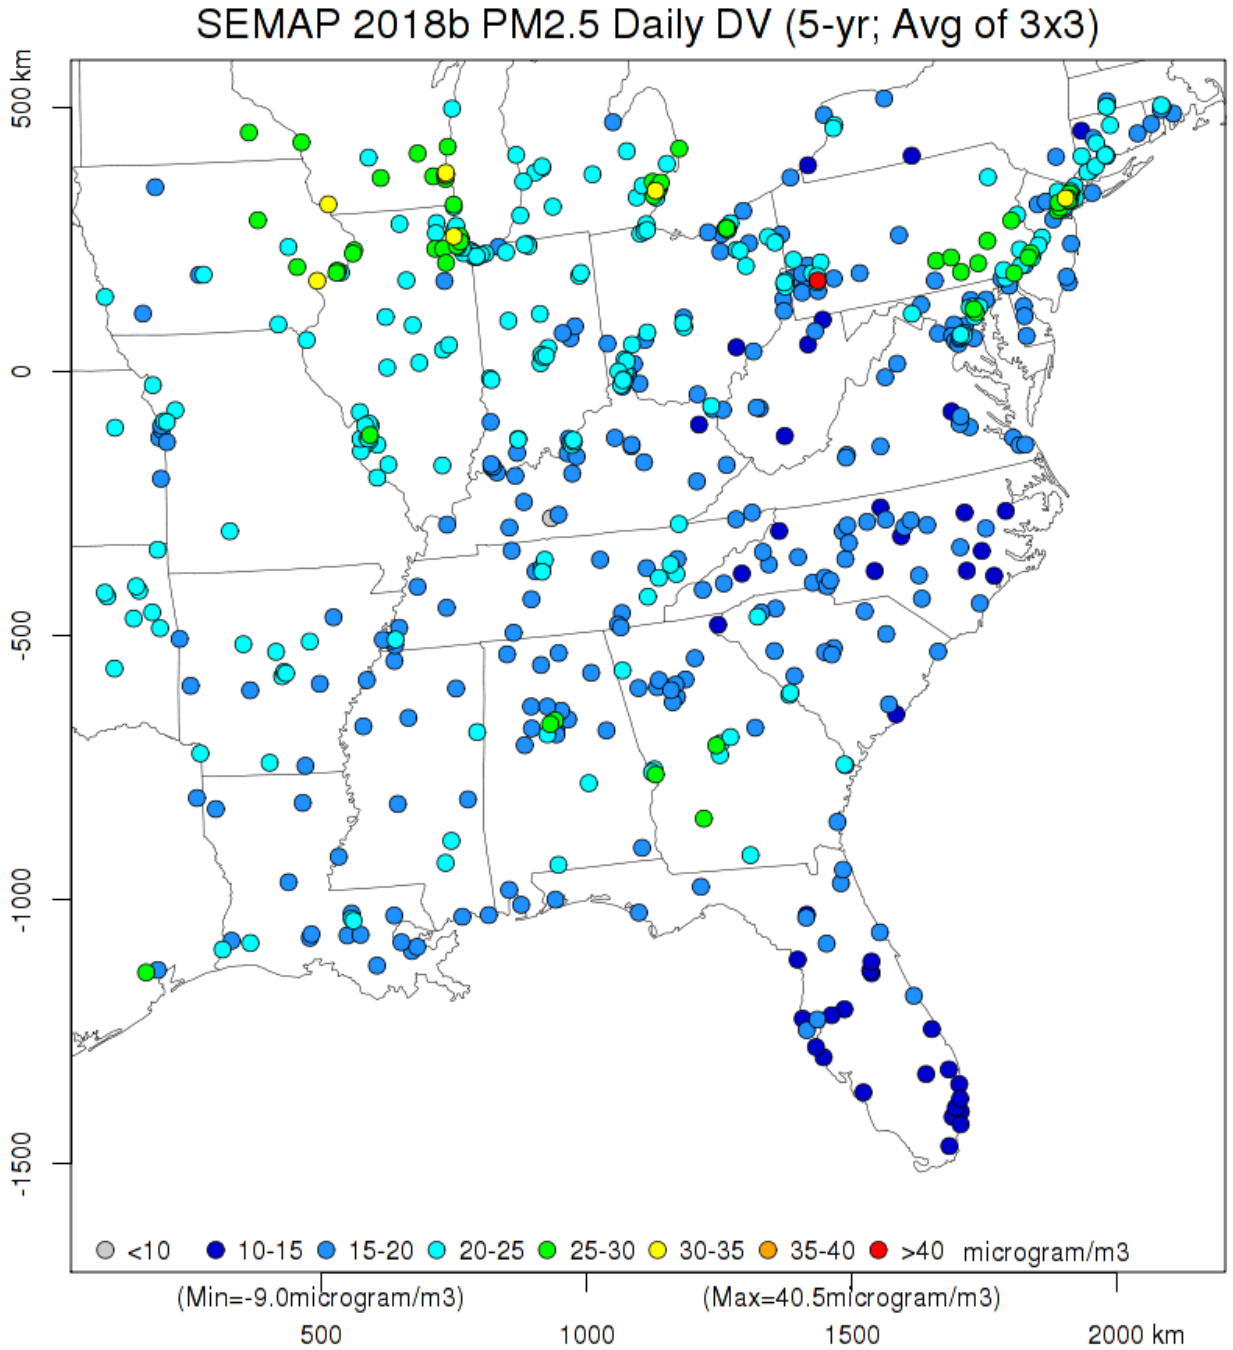 SEMAP 2018b PM2.5 Daily DV (5-yr; Avg of 3x3)
500 km
0
-500
-1000
-1500
<10 10-15 15-20 20-25 25-30 30-35 35-40 >40 microgram/m3
(Min=-9.0microgram/m3) (Max=40.5microgram/m3)
500 1000 1500 2000 km